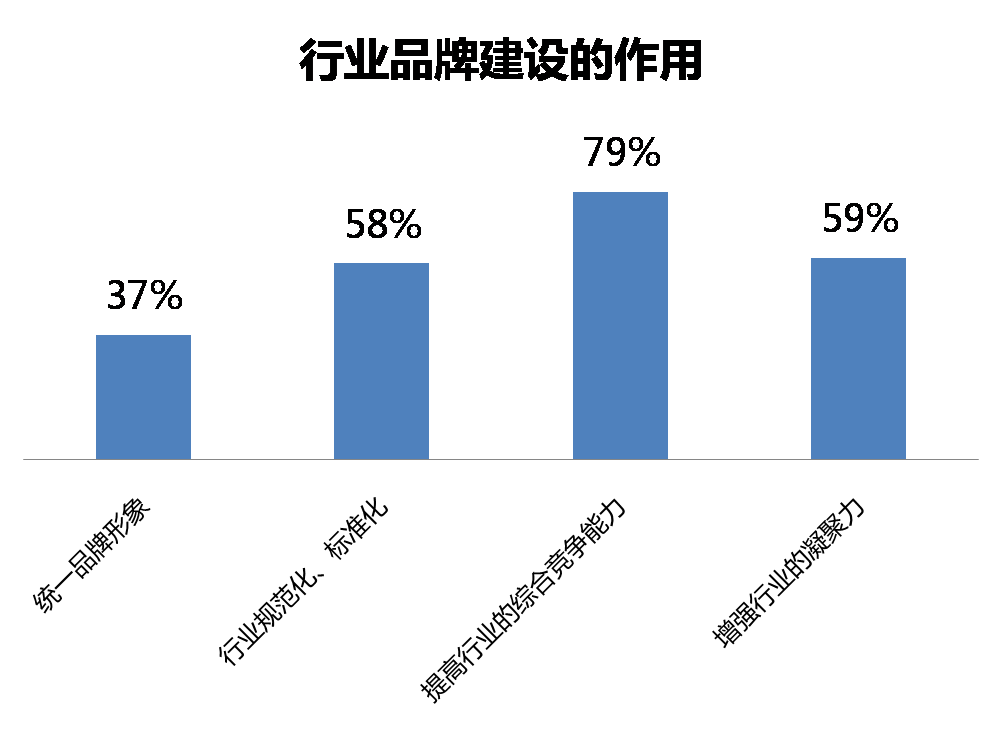 行业品牌建设的作用
37%
58%
79%
59%
统一品牌形象
行业规范化、标准化
提高行业的综合竞争能力
增强行业的凝聚力